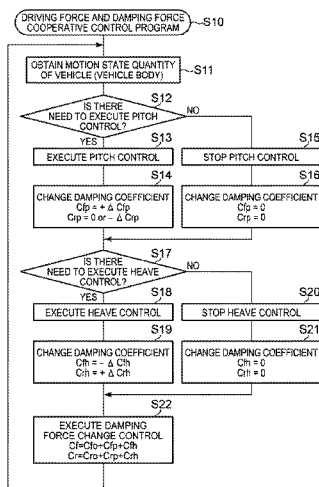 DRIVING FORCE AND DAMPING FORCE
COOPERATIVE CONTROL PROGRAM
S10
S11
OBTAIN MOTION STATE QUANTITY
OF VEHICLE (VEHICLE BODY)
S12
IS THERE
NEED TO EXECUTE PITCH
CONTROL?
NO
YES
S13
S15
EXECUTE PITCH CONTROL
STOP PITCH CONTROL
S14
S16
CHANGE DAMPING COEFFICIENT
Cfp = + Δ Cfp
Crp = 0 or - Δ Crp
CHANGE DAMPING COEFFICIENT
Cfp = 0
Crp = 0
S17
IS THERE
NEED TO EXECUTE HEAVE
CONTROL?
NO
YES
S18
S20
EXECUTE HEAVE CONTROL
STOP HEAVE CONTROL
S19
S21
CHANGE DAMPING COEFFICIENT
Cfh = - Δ Cfh
Crh = + Δ Crh
CHANGE DAMPING COEFFICIENT
Cfh = 0
Crh = 0
S22
EXECUTE DAMPING
FORCE CHANGE CONTROL
Cf=Cfo+Cfp+Cfh
Cr=Cro+Crp+Crh